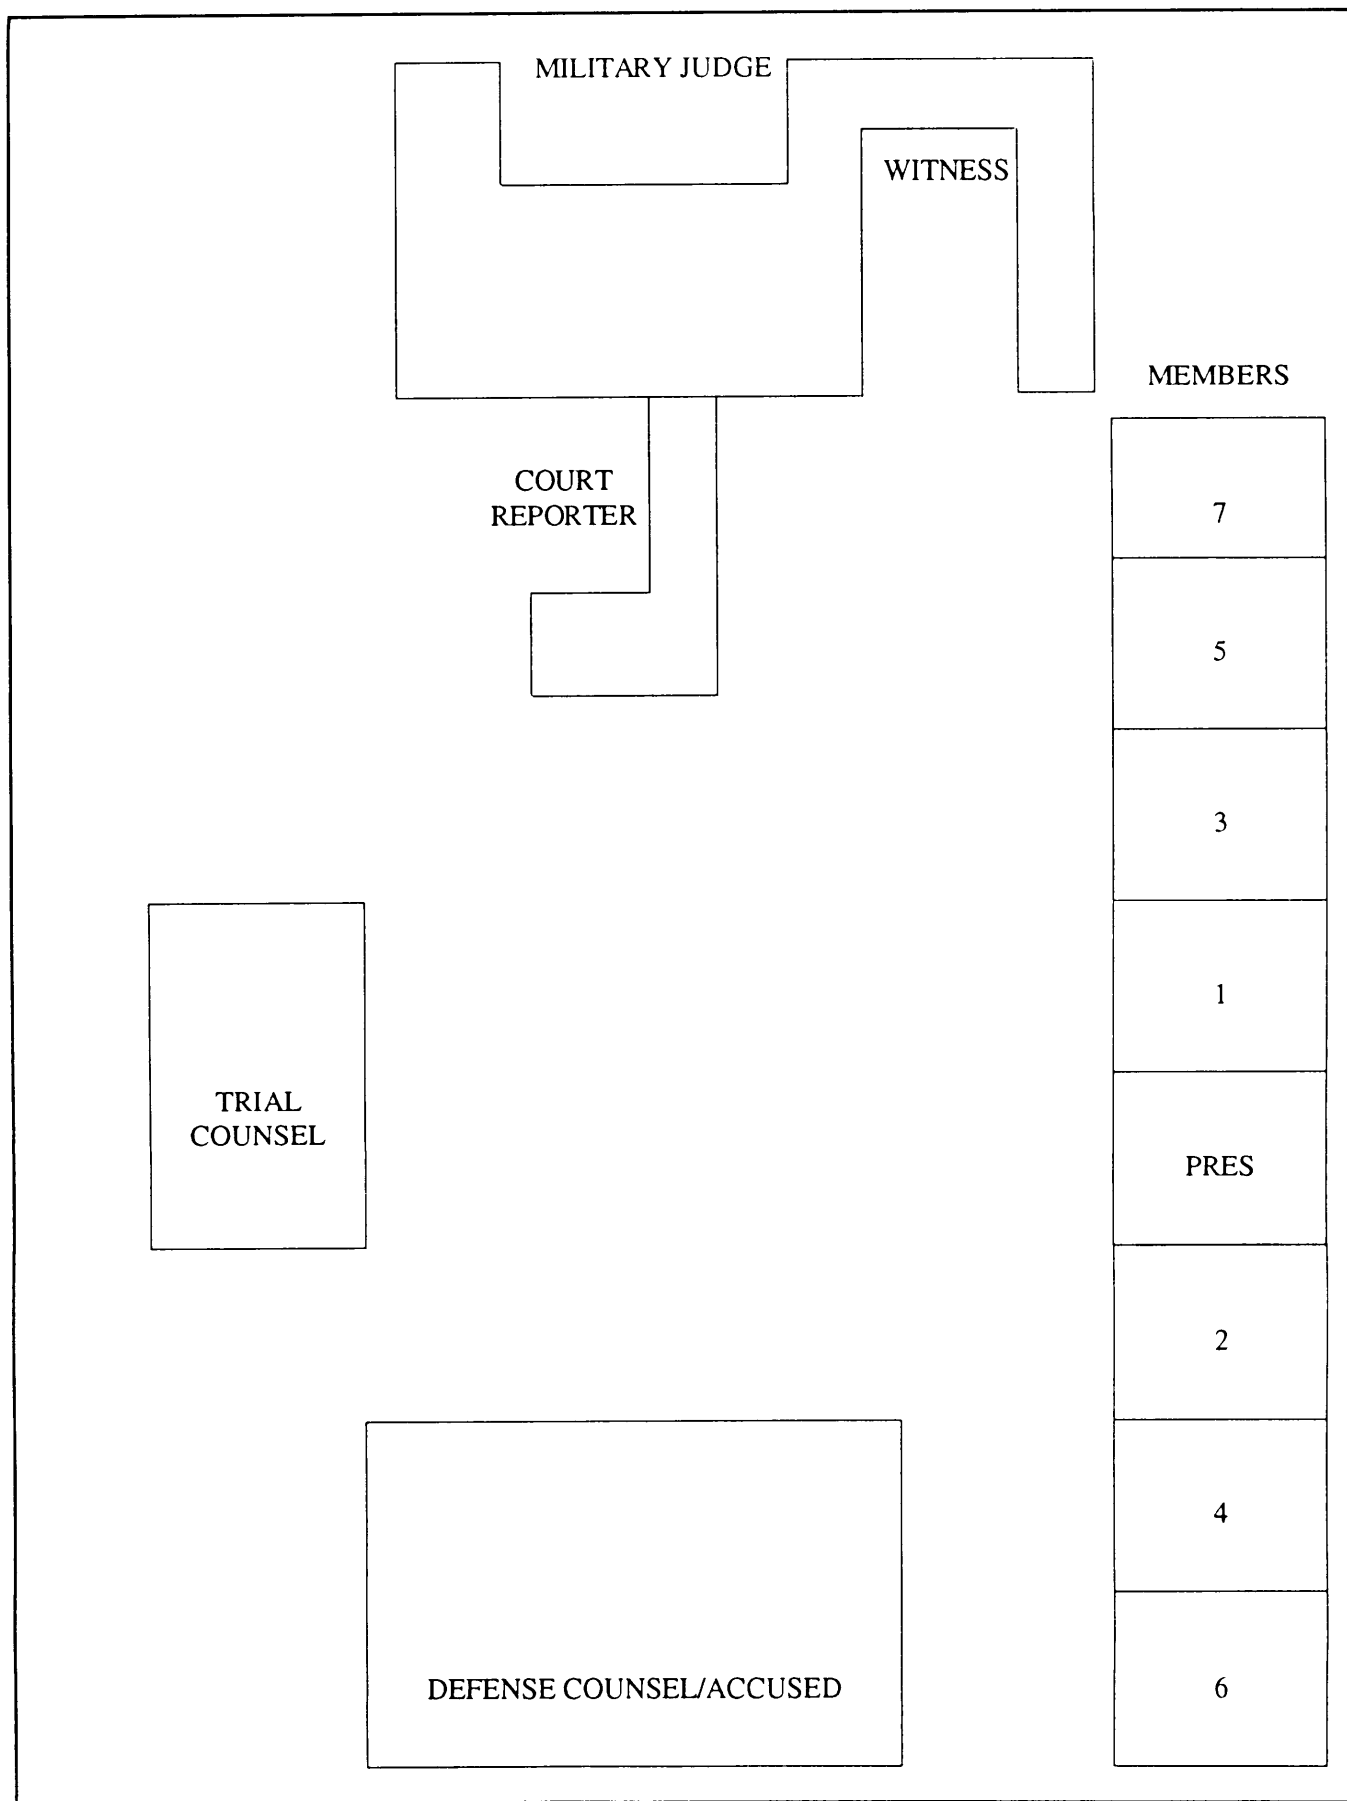 MILITARY JUDGE
WITNESS
MEMBERS
COURT
REPORTER
7
5
3
1
TRIAL
COUNSEL
PRES
2
4
DEFENSE COUNSEL/ACCUSED
6